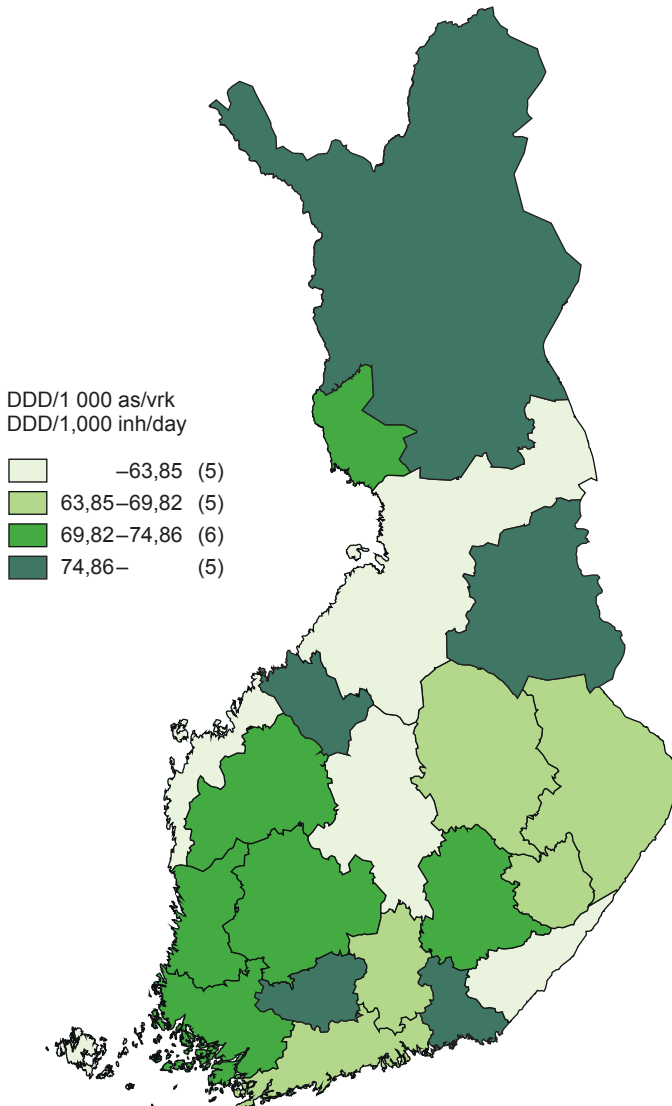 DDD/1 000 as/vrk
DDD/1,000 inh/day
–63,85 (5)
63,85–69,82 (5)
69,82–74,86 (6)
74,86– (5)